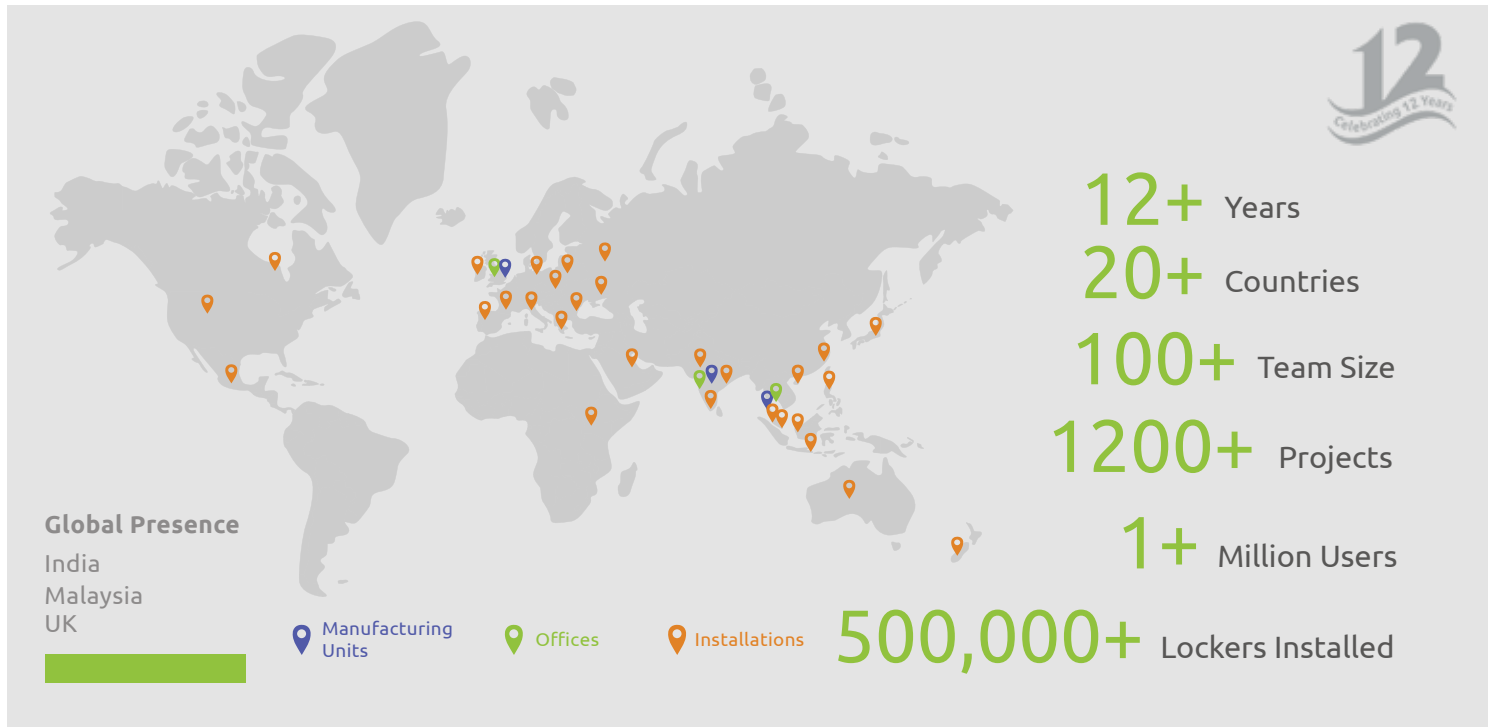 12
Celebrating 12 Years
12+ Years
20+ Countries
100+ Team Size
1200+ Projects
1+ Million Users
500,000+ Lockers Installed
Global Presence
India
Malaysia
UK
Manufacturing
Units
Offices
Installations